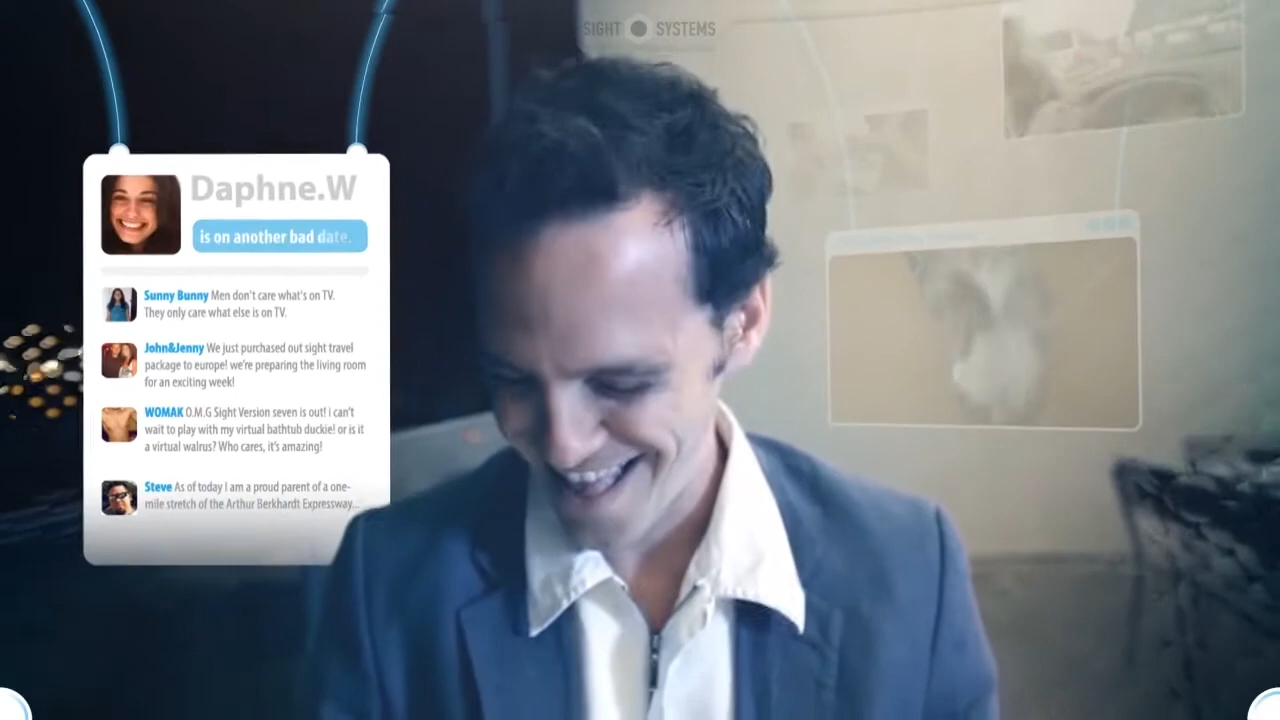 SIGHT SYSTEMS
Daphne.W
is on another bad date.
Sunny Bunny Men don't care what's on TV.
They only care what else is on TV.
John&Jenny We just purchased out sight travel
package to europe! we're preparing the living room
for an exciting week!
WOMAK O.M.G Sight Version seven is out! i can't
wait to play with my virtual bathtub duckie! or is it
a virtual walrus? Who cares, it's amazing!
Steve As of today I am a proud parent of a one-
mile stretch of the Arthur Berkhardt Expressway...